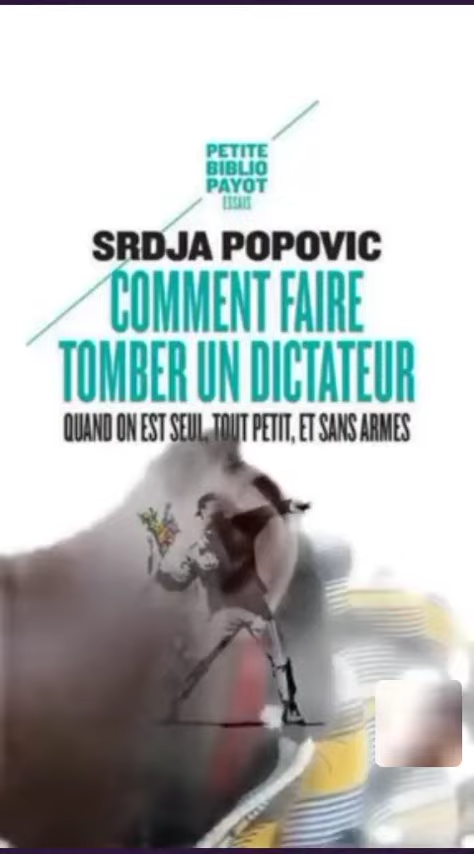 PETITE
BIBLIO
PAYOT
ESSAIS
SRDJA POPOVIC
COMMENT FAIRE
TOMBER UN DICTATEUR
QUAND ON EST SEUL, TOUT PETIT, ET SANS ARMES